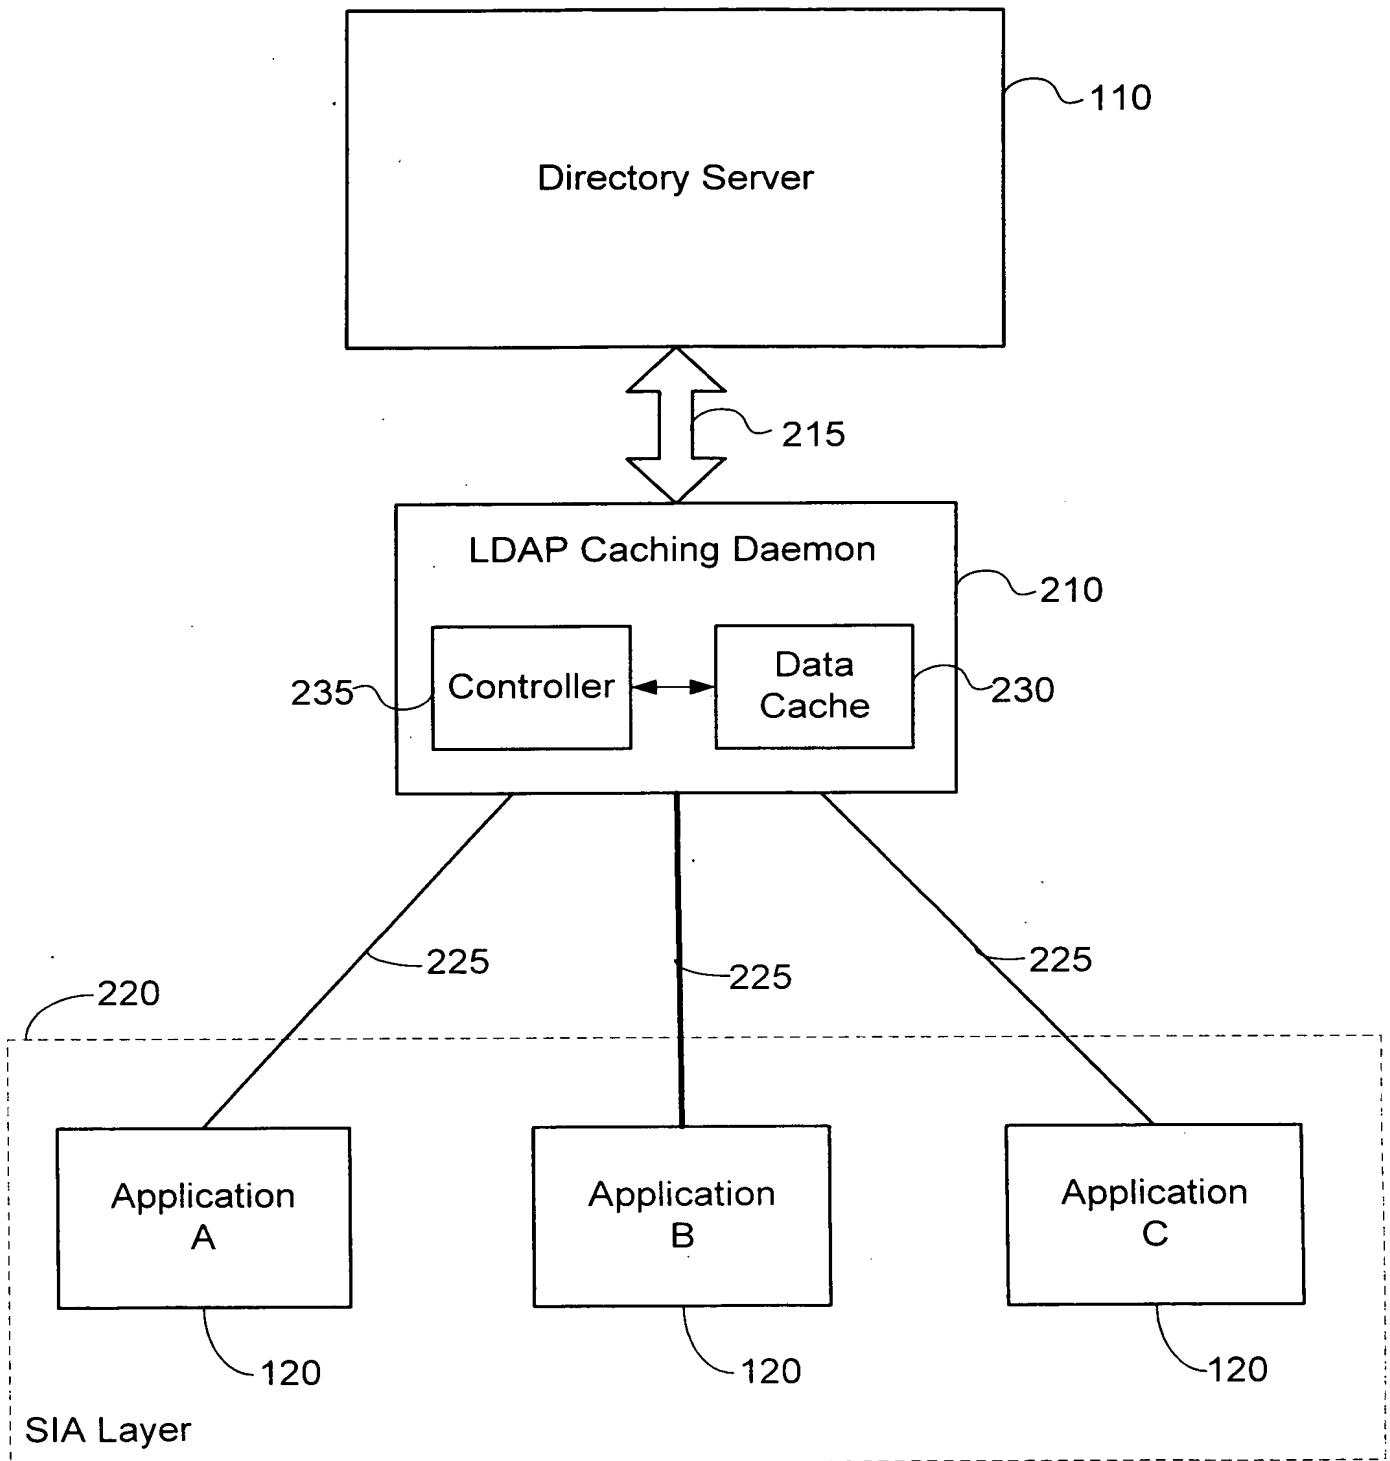 110
Directory Server
215
LDAP Caching Daemon
210
Controller
Data
Cache
235
230
225
225
225
220
Application
A
Application
B
Application
C
120
120
120
SIA Layer